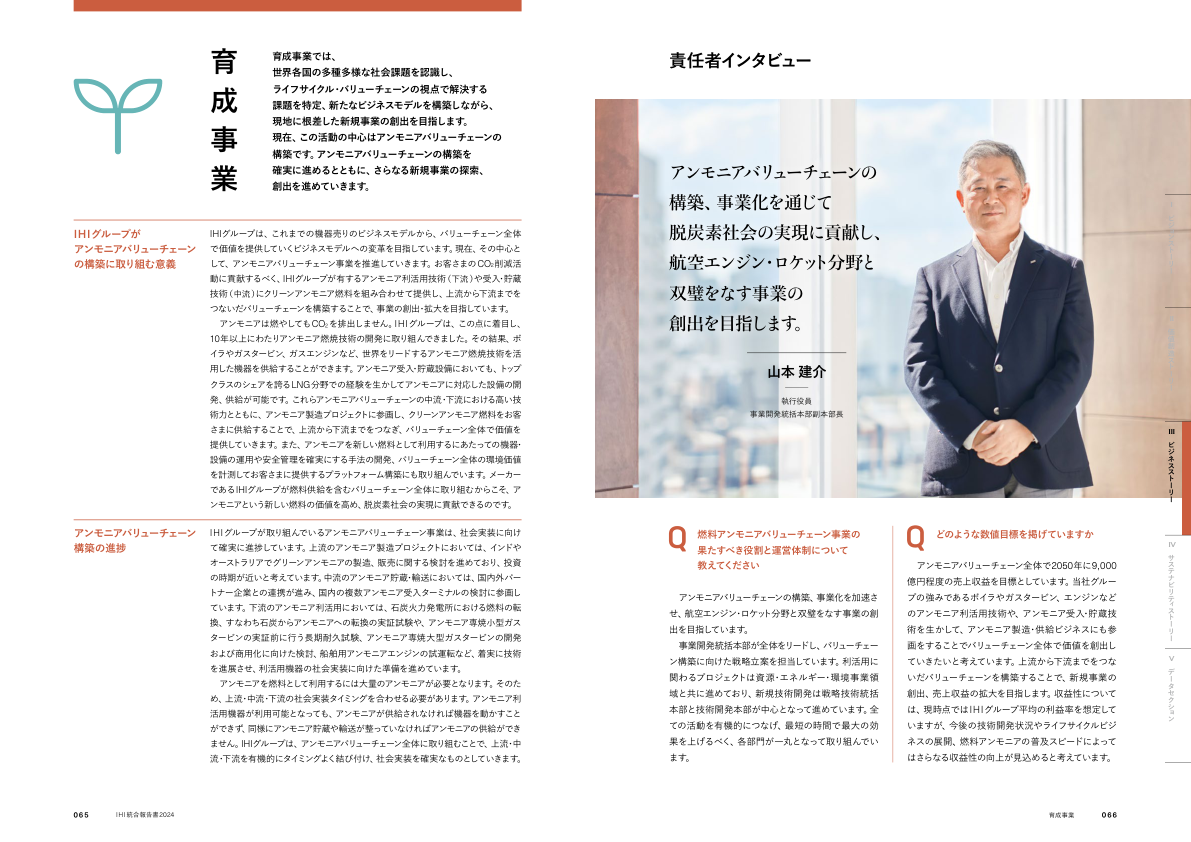 育成事業
育成事業では、
世界各国の多種多様な社会課題を認識し、
ライフサイクル・バリューチェーンの視点で解決する
課題を特定、新たなビジネスモデルを構築しながら、
現地に根差した新規事業の創出を目指します。
現在、この活動の中心はアンモニアバリューチェーンの
構築です。アンモニアバリューチェーンの構築を
確実に進めるとともに、さらなる新規事業の探索、
創出を進めていきます。
IHIグループが
アンモニアバリューチェーン
の構築に取り組む意義
IHIグループは、これまでの機器売りのビジネスモデルから、バリューチェーン全体
で価値を提供していくビジネスモデルへの変革を目指しています。現在、その中心と
して、アンモニアバリューチェーン事業を推進していきます。お客さまのCO₂削減活
動に貢献するべく、IHIグループが有するアンモニア利活用技術（下流）や受入・貯蔵
技術（中流）にクリーンアンモニア燃料を組み合わせて提供し、上流から下流までを
つないだバリューチェーンを構築することで、事業の創出・拡大を目指しています。
アンモニアは燃やしてもCO₂を排出しません。IHIグループは、この点に着目し、
10年以上にわたりアンモニア燃焼技術の開発に取り組んできました。その結果、ボ
イラやガスタービン、ガスエンジンなど、世界をリードするアンモニア燃焼技術を活
用した機器を供給することができます。アンモニア受入・貯蔵設備においても、トップ
クラスのシェアを誇るLNG分野での経験を生かしてアンモニアに対応した設備の開
発、供給が可能です。これらアンモニアの中流・下流における高い技
術力とともに、アンモニア製造プロジェクトに参画し、クリーンアンモニア燃料をお客
さまに供給することで、上流から下流までをつなぎ、バリューチェーン全体で価値を
提供していきます。また、アンモニアを新しい燃料として利用するにあたっての機器・
設備の運用や安全管理を確実にする手法の開発、バリューチェーン全体の環境価値
を計測してお客さまに提供するプラットフォーム構築にも取り組んでいます。メーカー
であるIHIグループが燃料供給を含むバリューチェーン全体に取り組むからこそ、ア
ンモニアという新しい燃料の価値を高め、脱炭素社会の実現に貢献できるのです。
アンモニアバリューチェーン
構築の進捗
IHIグループが取り組んでいるアンモニアバリューチェーン事業は、社会実装に向け
て確実に進捗しています。上流のアンモニア製造プロジェクトにおいては、インドや
オーストラリアでグリーンアンモニアの製造、販売に関する検討を進めており、投資
の時期が近いと考えています。中流のアンモニア貯蔵・輸送においては、国内外パー
トナー企業との連携が進み、国内の複数アンモニア受入ターミナルの検討に参画し
ています。下流のアンモニア利活用においては、石炭火力発電所における燃料の転
換、すなわち石炭からアンモニアへの転換の実証試験や、アンモニア専焼小型ガス
タービンの実証前に行う長期耐久試験、アンモニア専焼大型ガスタービンの開発
および商用化に向けた検討、船舶用アンモニアエンジンの試運転など、着実に技術
を進展させ、利活用機器の社会実装に向けた準備を進めています。
アンモニアを燃料として利用するには大量のアンモニアが必要となります。そのた
め、上流・中流・下流の社会実装タイミングを合わせる必要があります。アンモニア利
活用機器が利用可能となっても、アンモニアが供給されなければ機器を動かすこと
ができず、同様にアンモニア貯蔵や輸送が整っていなければアンモニアの供給ができ
ません。IHIグループは、アンモニアバリューチェーン全体に取り組むことで、上流・中
流・下流を有機的にタイミングよく結び付け、社会実装を確実なものとしていきます。
065
IHI統合報告書2024
責任者インタビュー
アンモニアバリューチェーンの
構築、事業化を通じて
脱炭素社会の実現に貢献し、
航空エンジン・ロケット分野と
双璧をなす事業の
創出を目指します。
山本 建介
執行役員
事業開発統括本部副本部長
Q
燃料アンモニアバリューチェーン事業の
果たすべき役割と運営体制について
教えてください
アンモニアバリューチェーンの構築、事業化を加速さ
せ、航空エンジン・ロケット分野と双璧をなす事業の創
出を目指しています。
事業開発統括本部が全体をリードし、バリューチェー
ン構築に向けた戦略立案を担当しています。利活用に
関わるプロジェクトは資源・エネルギー・環境事業領
域と共に進めており、新規技術開発は戦略技術統括
本部と技術開発本部が中心となって進めています。全
ての活動を有機的につなげ、最短の時間で最大の効
果を上げるべく、各部門が一丸となって取り組んでい
ます。
Q
どのような数値目標を掲げていますか
アンモニアバリューチェーン全体で2050年に9,000
億円程度の売上収益を目標としています。当社グルー
プの強みであるボイラやガスタービン、エンジンなど
のアンモニア利活用技術や、アンモニア受入・貯蔵技
術を生かして、アンモニア製造・供給ビジネスにも参
画をすることでバリューチェーン全体で価値を創出し
ていきたいと考えています。上流から下流までをつな
いだバリューチェーンを構築することで、新規事業の
創出、売上収益の拡大を目指します。収益性について
は、現時点ではIHIグループ平均の利益率を想定して
いますが、今後の技術開発状況やライフサイクルビジ
ネスの展開、燃料アンモニアの普及スピードによって
はさらなる収益性の向上が見込めると考えています。
III ビジネスストーリー
IV サステナビリティストーリー
V データセクション
育成事業
066